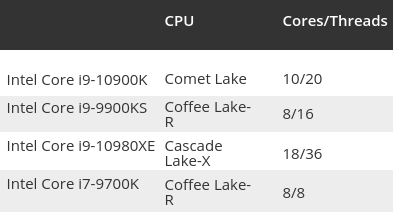 CPU Cores/Threads
Intel Core i9-10900K Comet Lake 10/20
Intel Core i9-9900KS Coffee Lake-R 8/16
Intel Core i9-10980XE Cascade Lake-X 18/36
Intel Core i7-9700K Coffee Lake-R 8/8